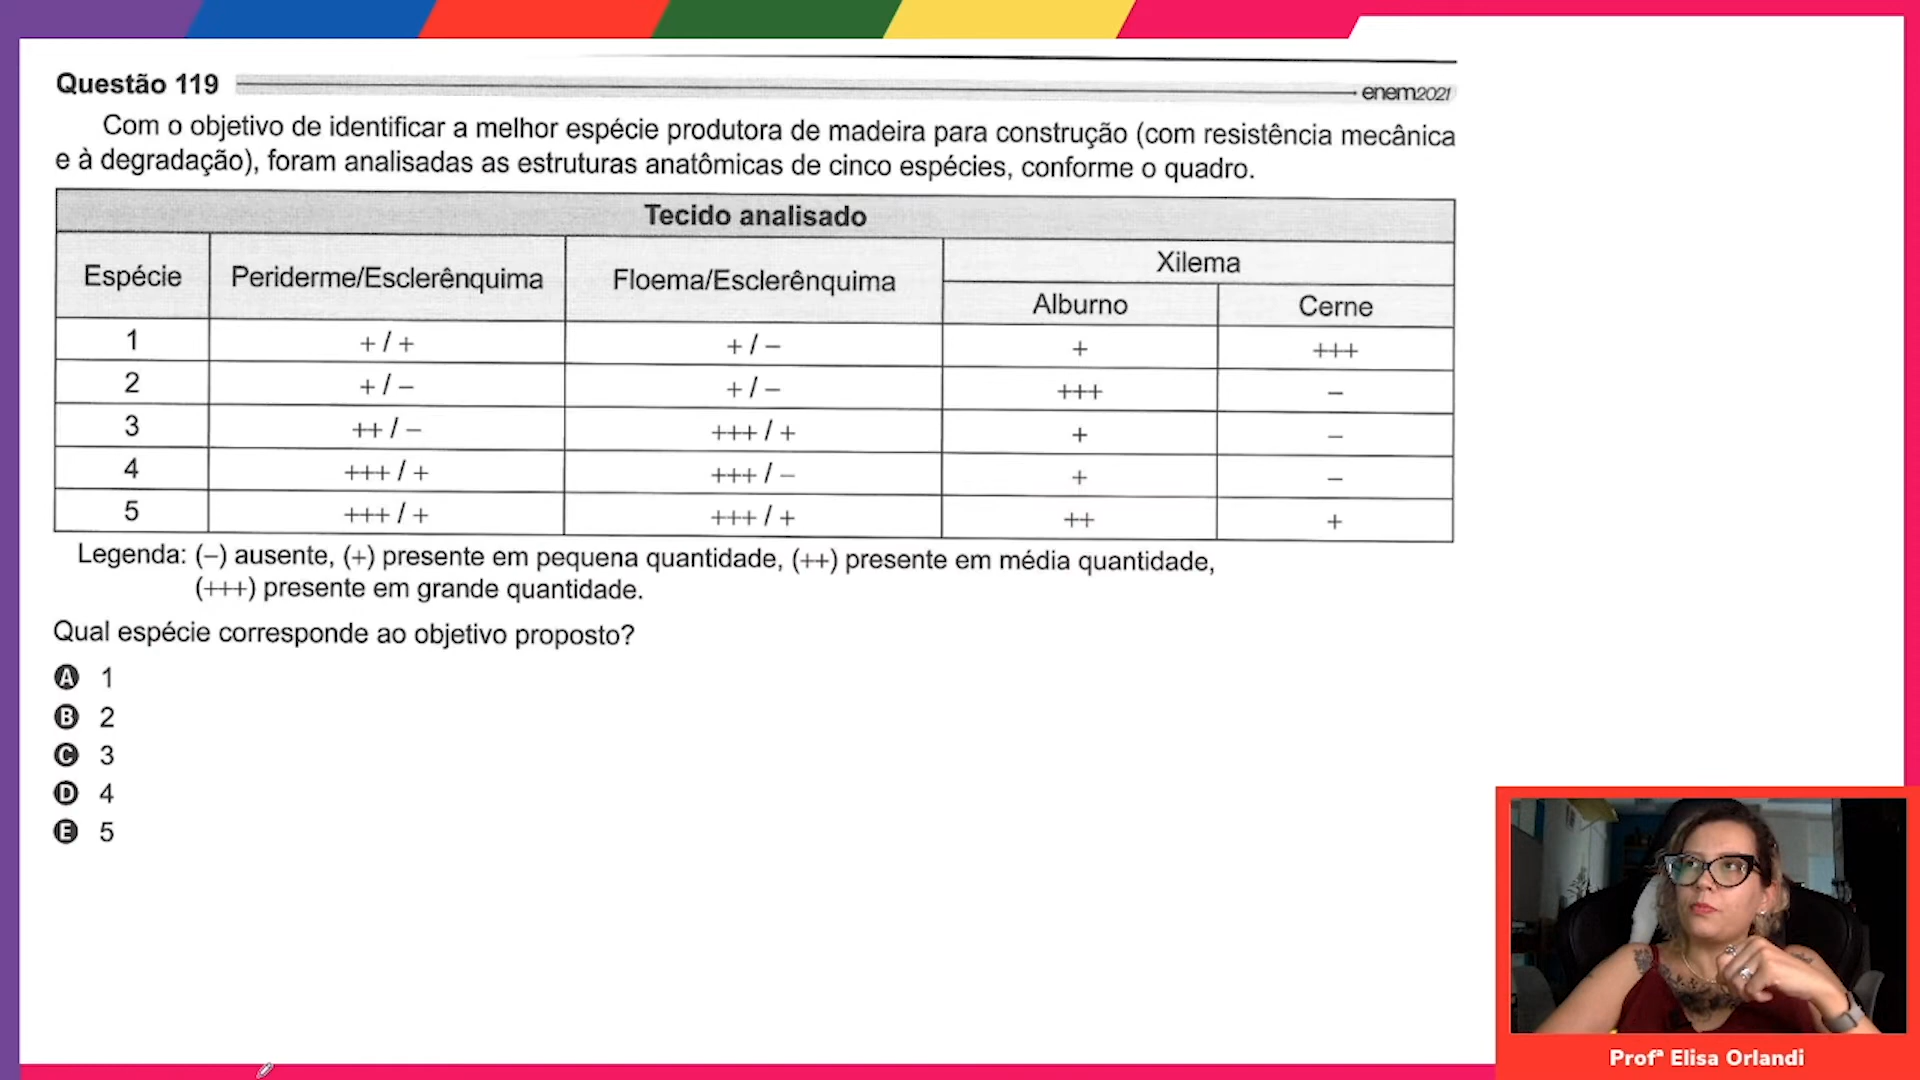 Questão 119
enem2021
Com o objetivo de identificar a melhor espécie produtora de madeira para construção (com resistência mecânica
e à degradação), foram analisadas as estruturas anatômicas de cinco espécies, conforme o quadro.
Tecido analisado
Espécie Periderme/Esclerênquima Floema/Esclerênquima Xilema
Alburno Cerne
1 + / + + / – + +++
2 + / – + / – +++ –
3 ++ / – +++ / + + –
4 +++ / + +++ / – + –
5 +++ / + +++ / + ++ +
Legenda: (–) ausente, (+) presente em pequena quantidade, (++) presente em média quantidade,
(+++) presente em grande quantidade.
Qual espécie corresponde ao objetivo proposto?
A 1
B 2
C 3
D 4
E 5
Profª Elisa Orlandi